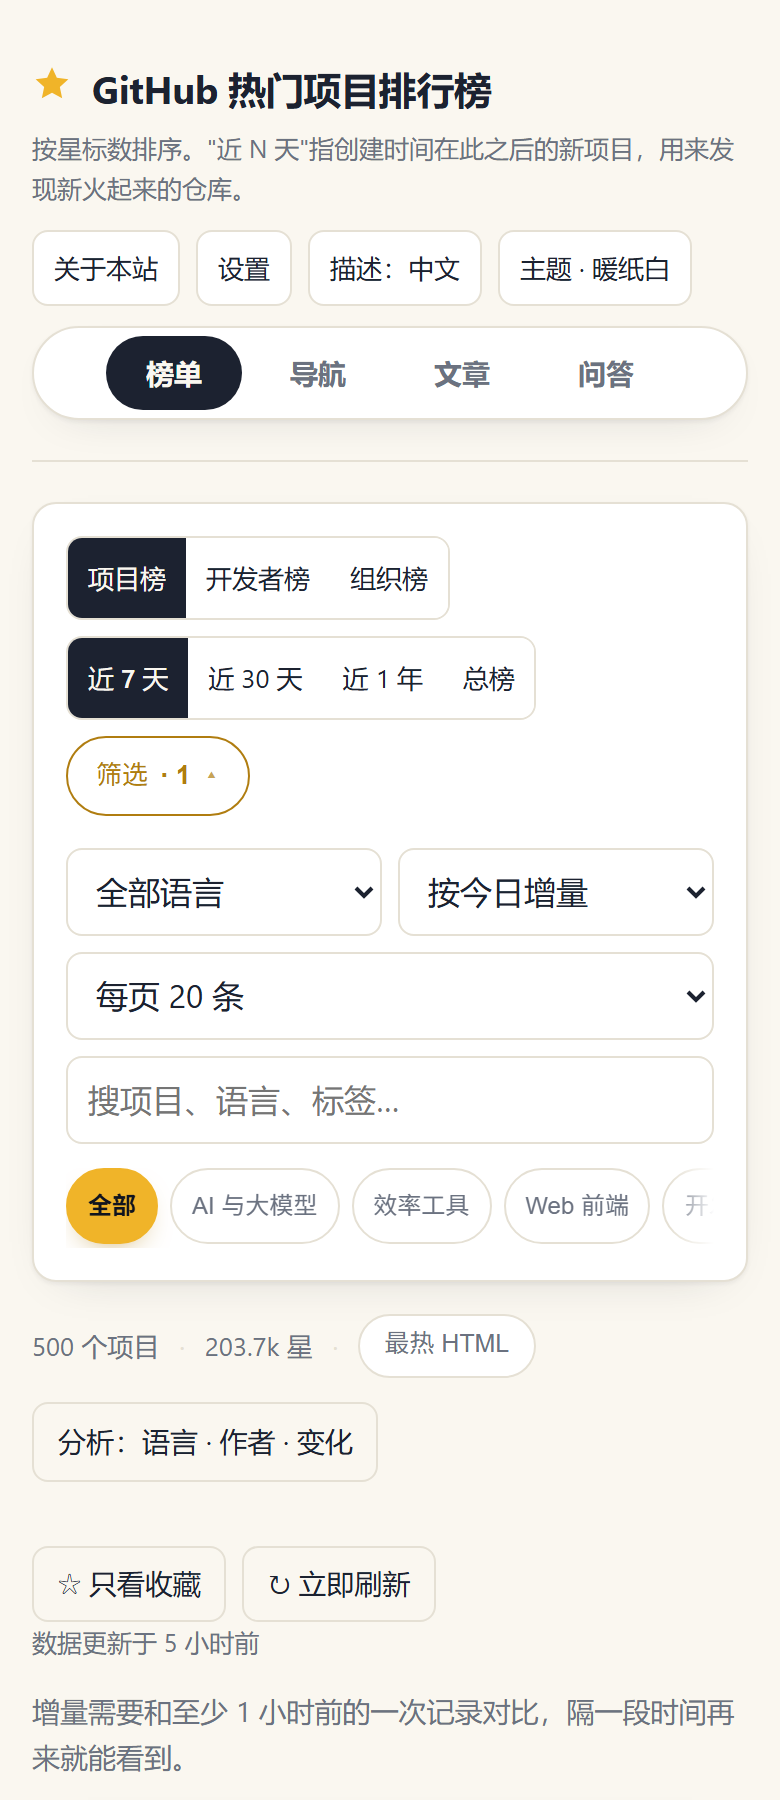 GitHub 热门项目排行榜
按星标数排序。"近 N 天"指创建时间在此之后的新项目，用来发
现新火起来的仓库。
关于本站 设置 描述：中文 主题 · 暖纸白
榜单 导航 文章 问答
项目榜 开发者榜 组织榜
近 7 天 近 30 天 近 1 年 总榜
筛选 · 1
全部语言 按今日增量
每页 20 条
搜项目、语言、标签...
全部 AI 与大模型 效率工具 Web 前端 开
500 个项目 · 203.7k 星 · 最热 HTML
分析：语言 · 作者 · 变化
☆ 只看收藏 ↻ 立即刷新
数据更新于 5 小时前
增量需要和至少 1 小时前的一次记录对比，隔一段时间再
来就能看到。